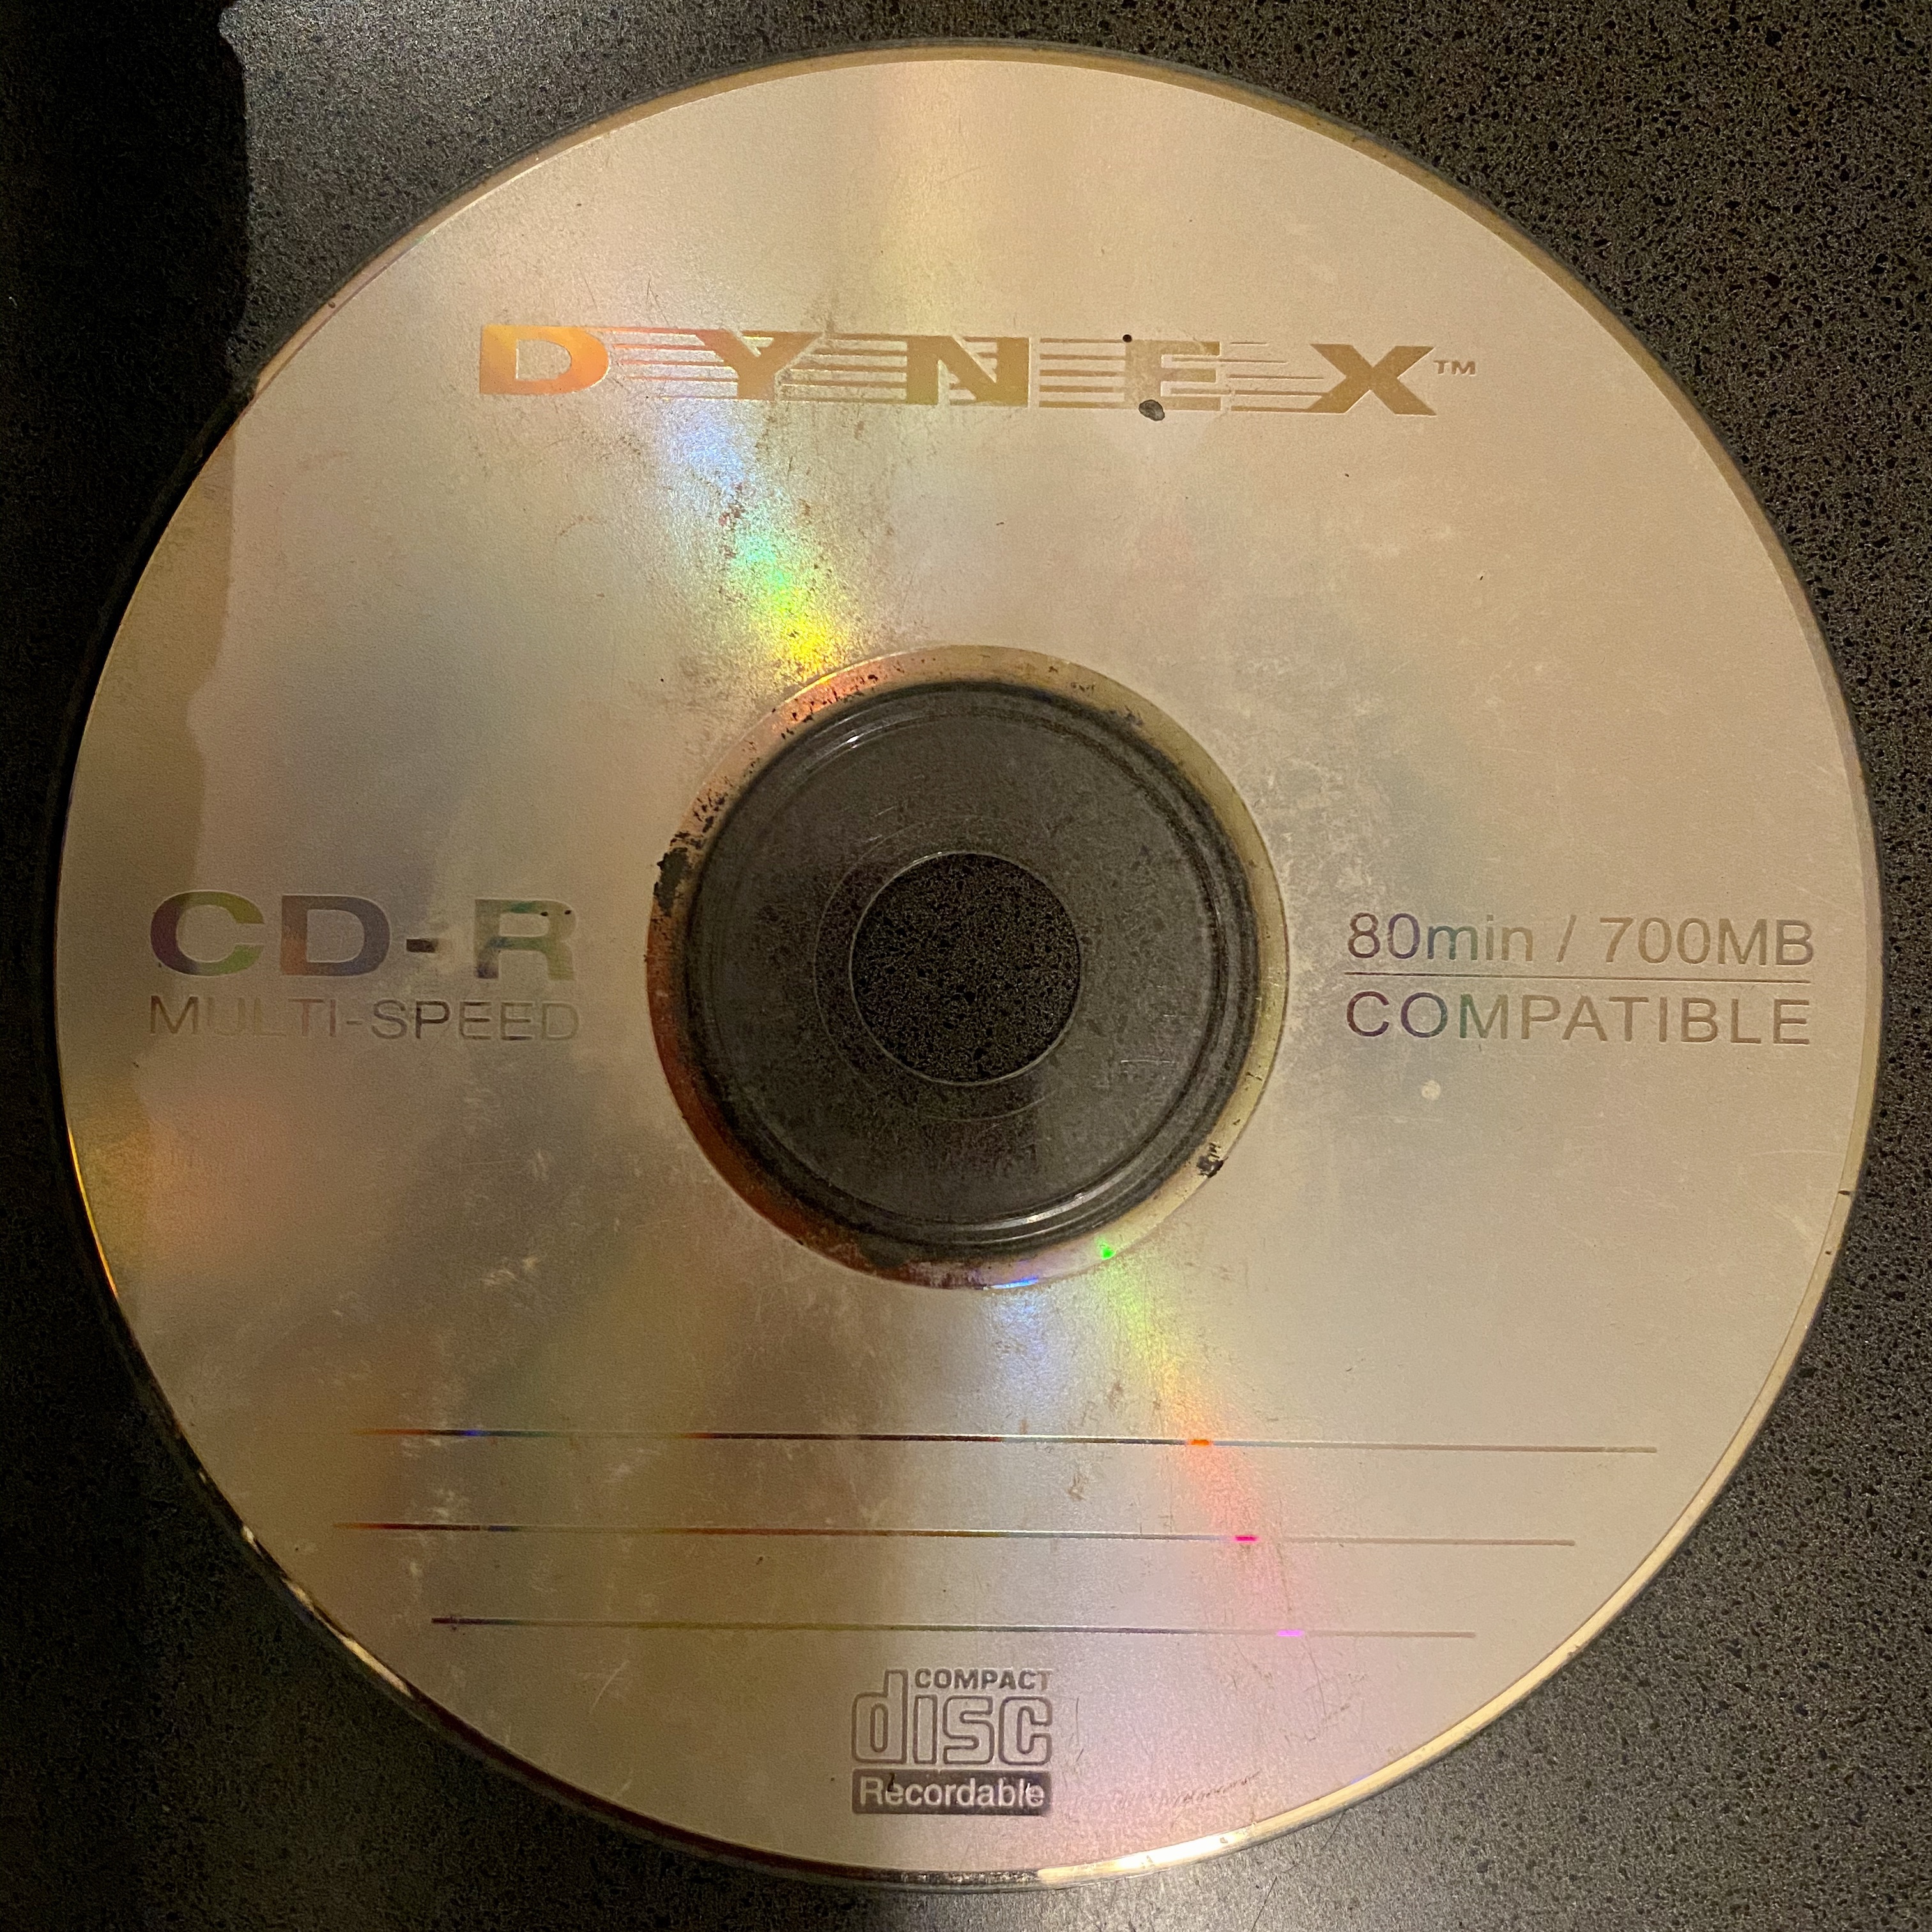 DYNEX™
CD-R
MULTI-SPEED
80min / 700MB
COMPATIBLE
COMPACT
disc
Recordable